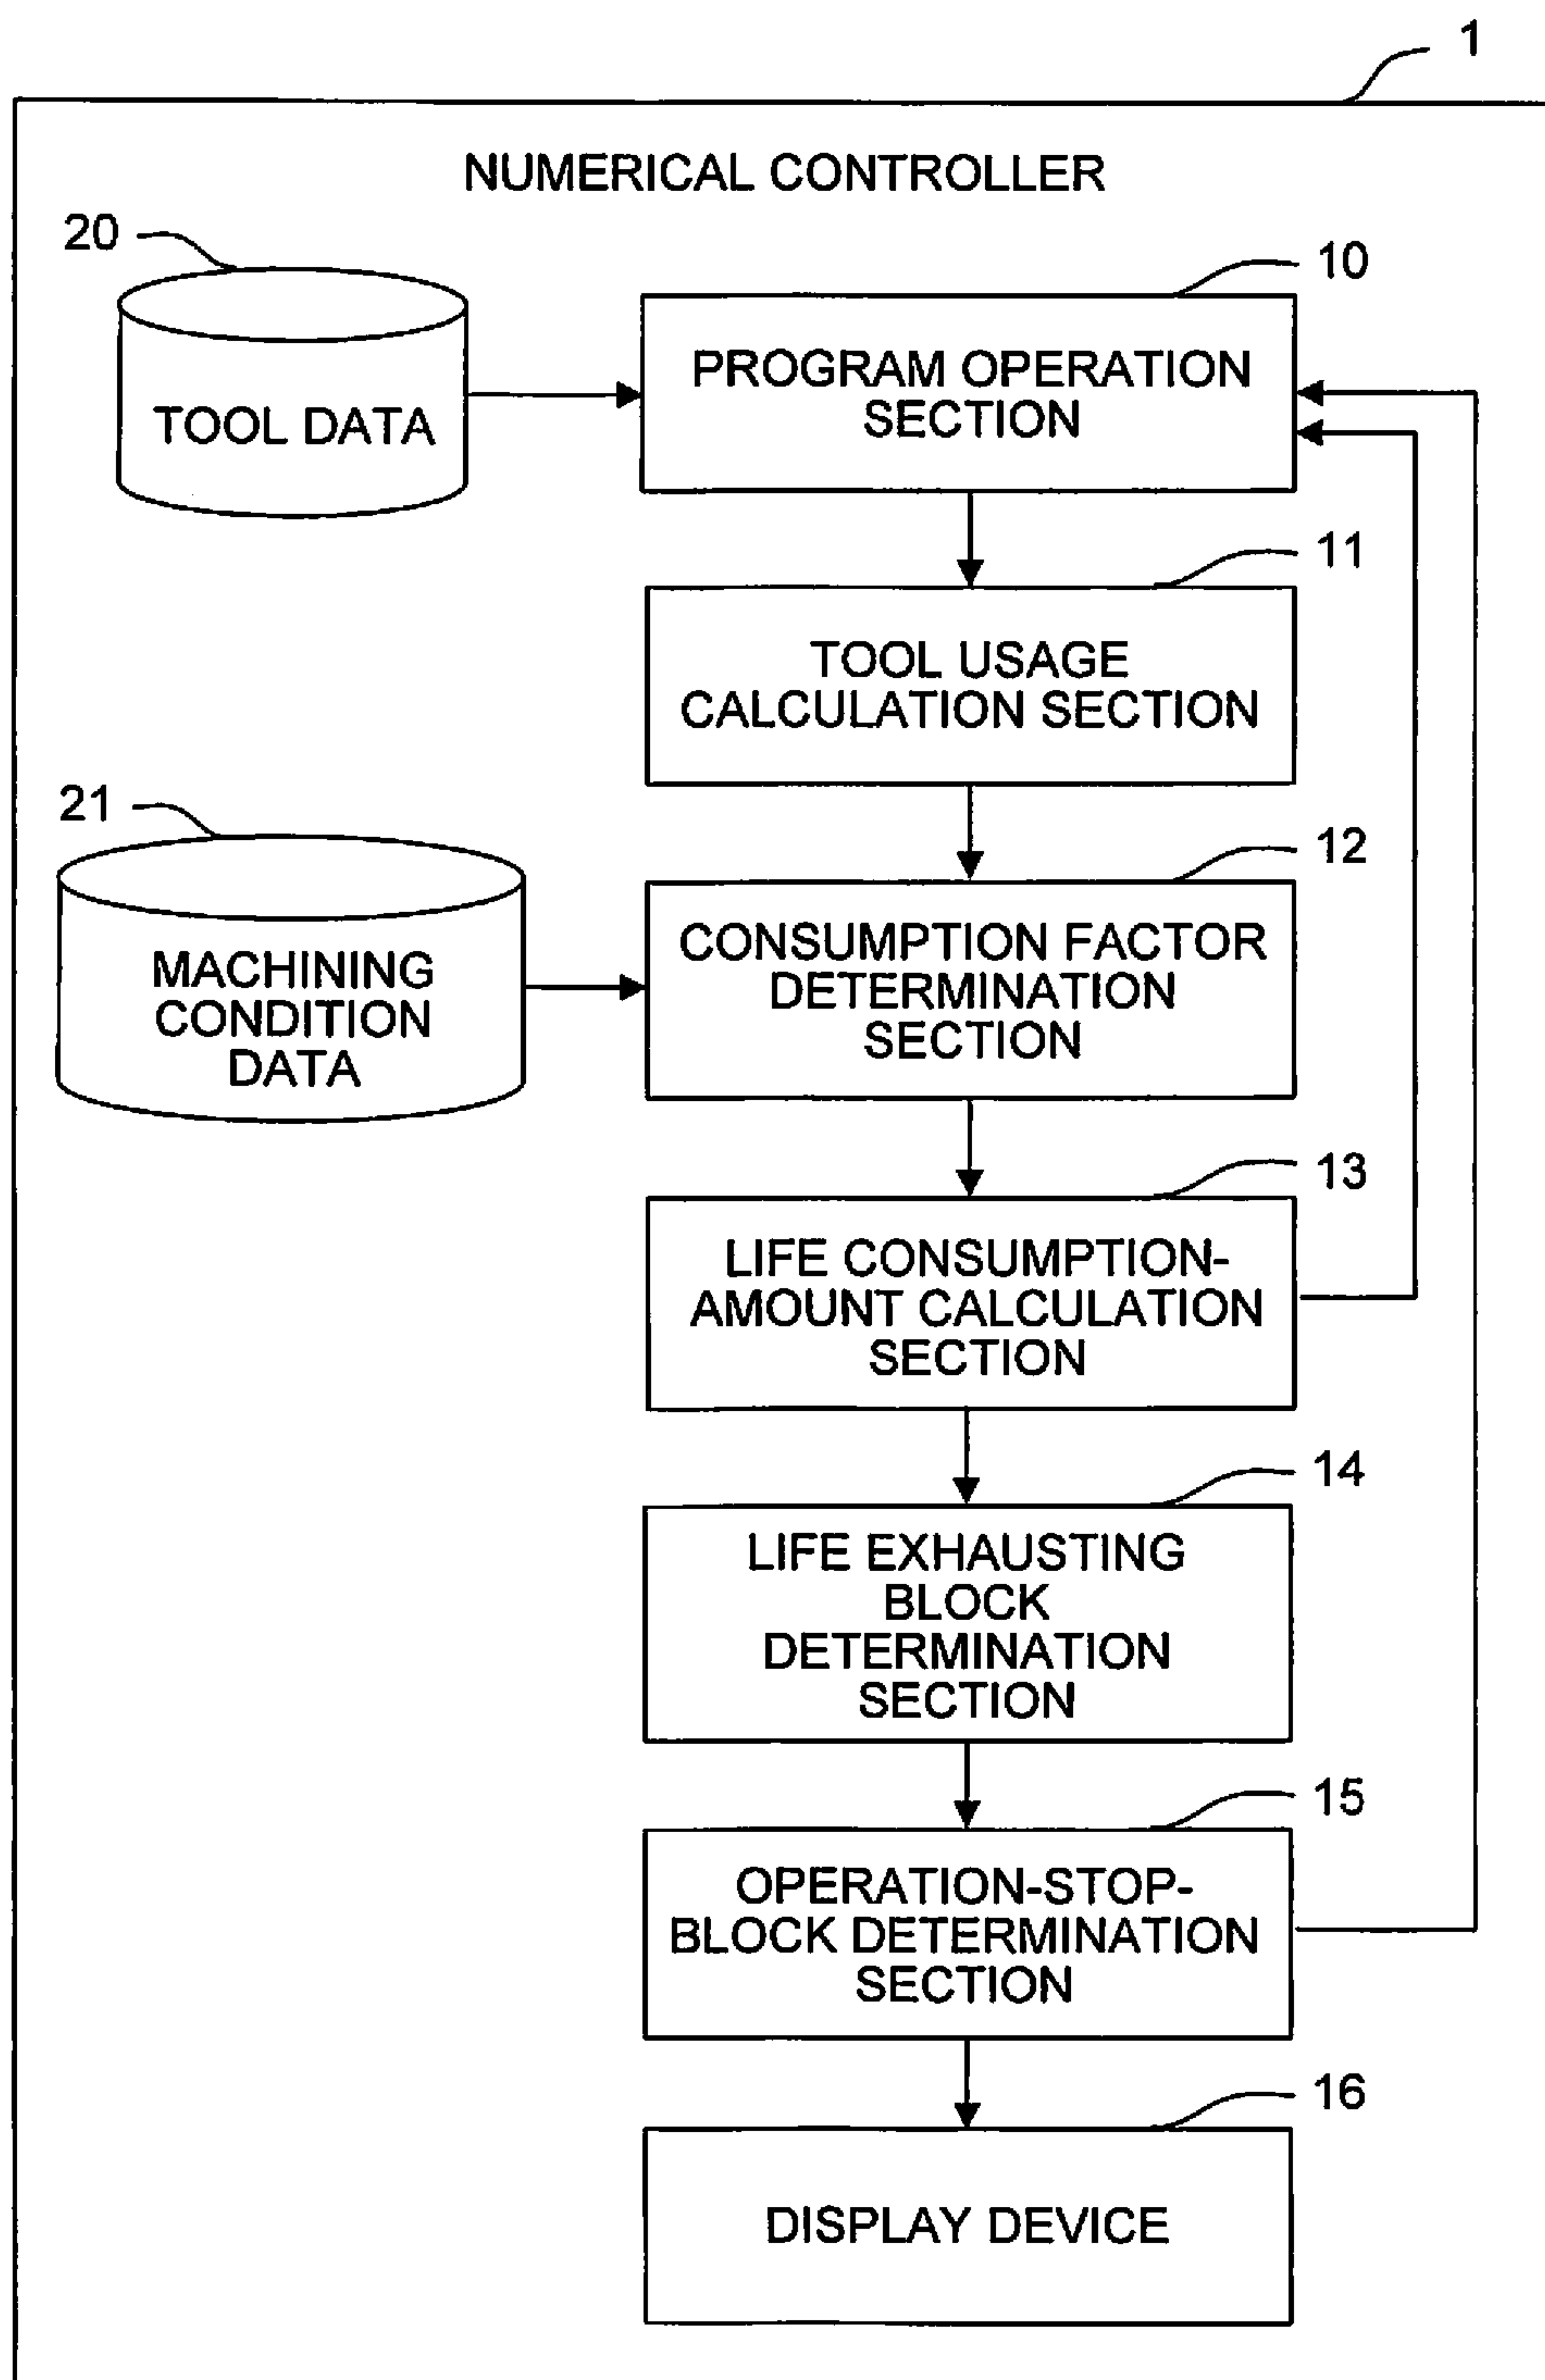 1
NUMERICAL CONTROLLER
20
10
TOOL DATA
PROGRAM OPERATION
SECTION
11
TOOL USAGE
CALCULATION SECTION
21
12
MACHINING
CONDITION
DATA
CONSUMPTION FACTOR
DETERMINATION
SECTION
13
LIFE CONSUMPTION-
AMOUNT CALCULATION
SECTION
14
LIFE EXHAUSTING
BLOCK
DETERMINATION
SECTION
15
OPERATION-STOP-
BLOCK DETERMINATION
SECTION
16
DISPLAY DEVICE